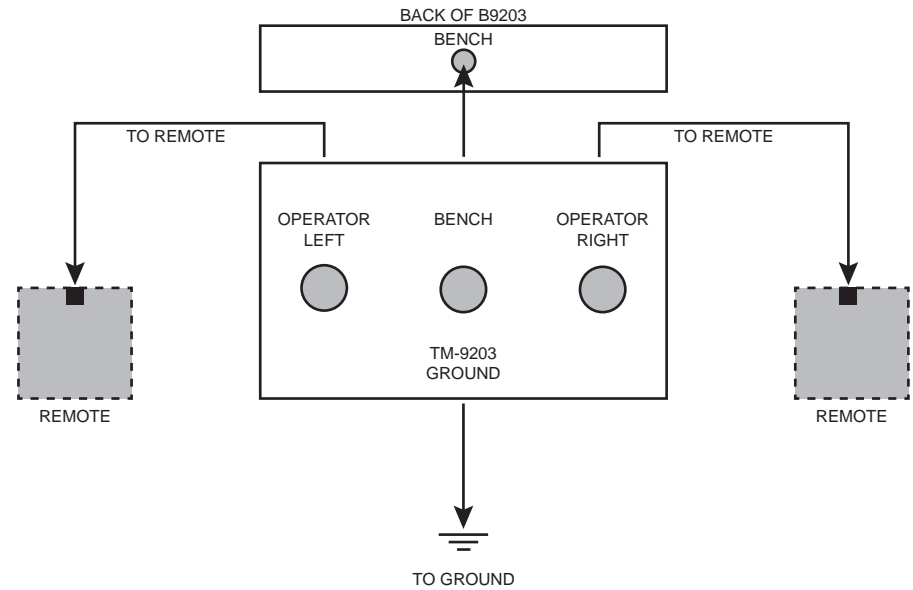 BACK OF B9203
BENCH
TO REMOTE
TO REMOTE
OPERATOR
LEFT
BENCH
OPERATOR
RIGHT
TM-9203
GROUND
REMOTE
REMOTE
TO GROUND